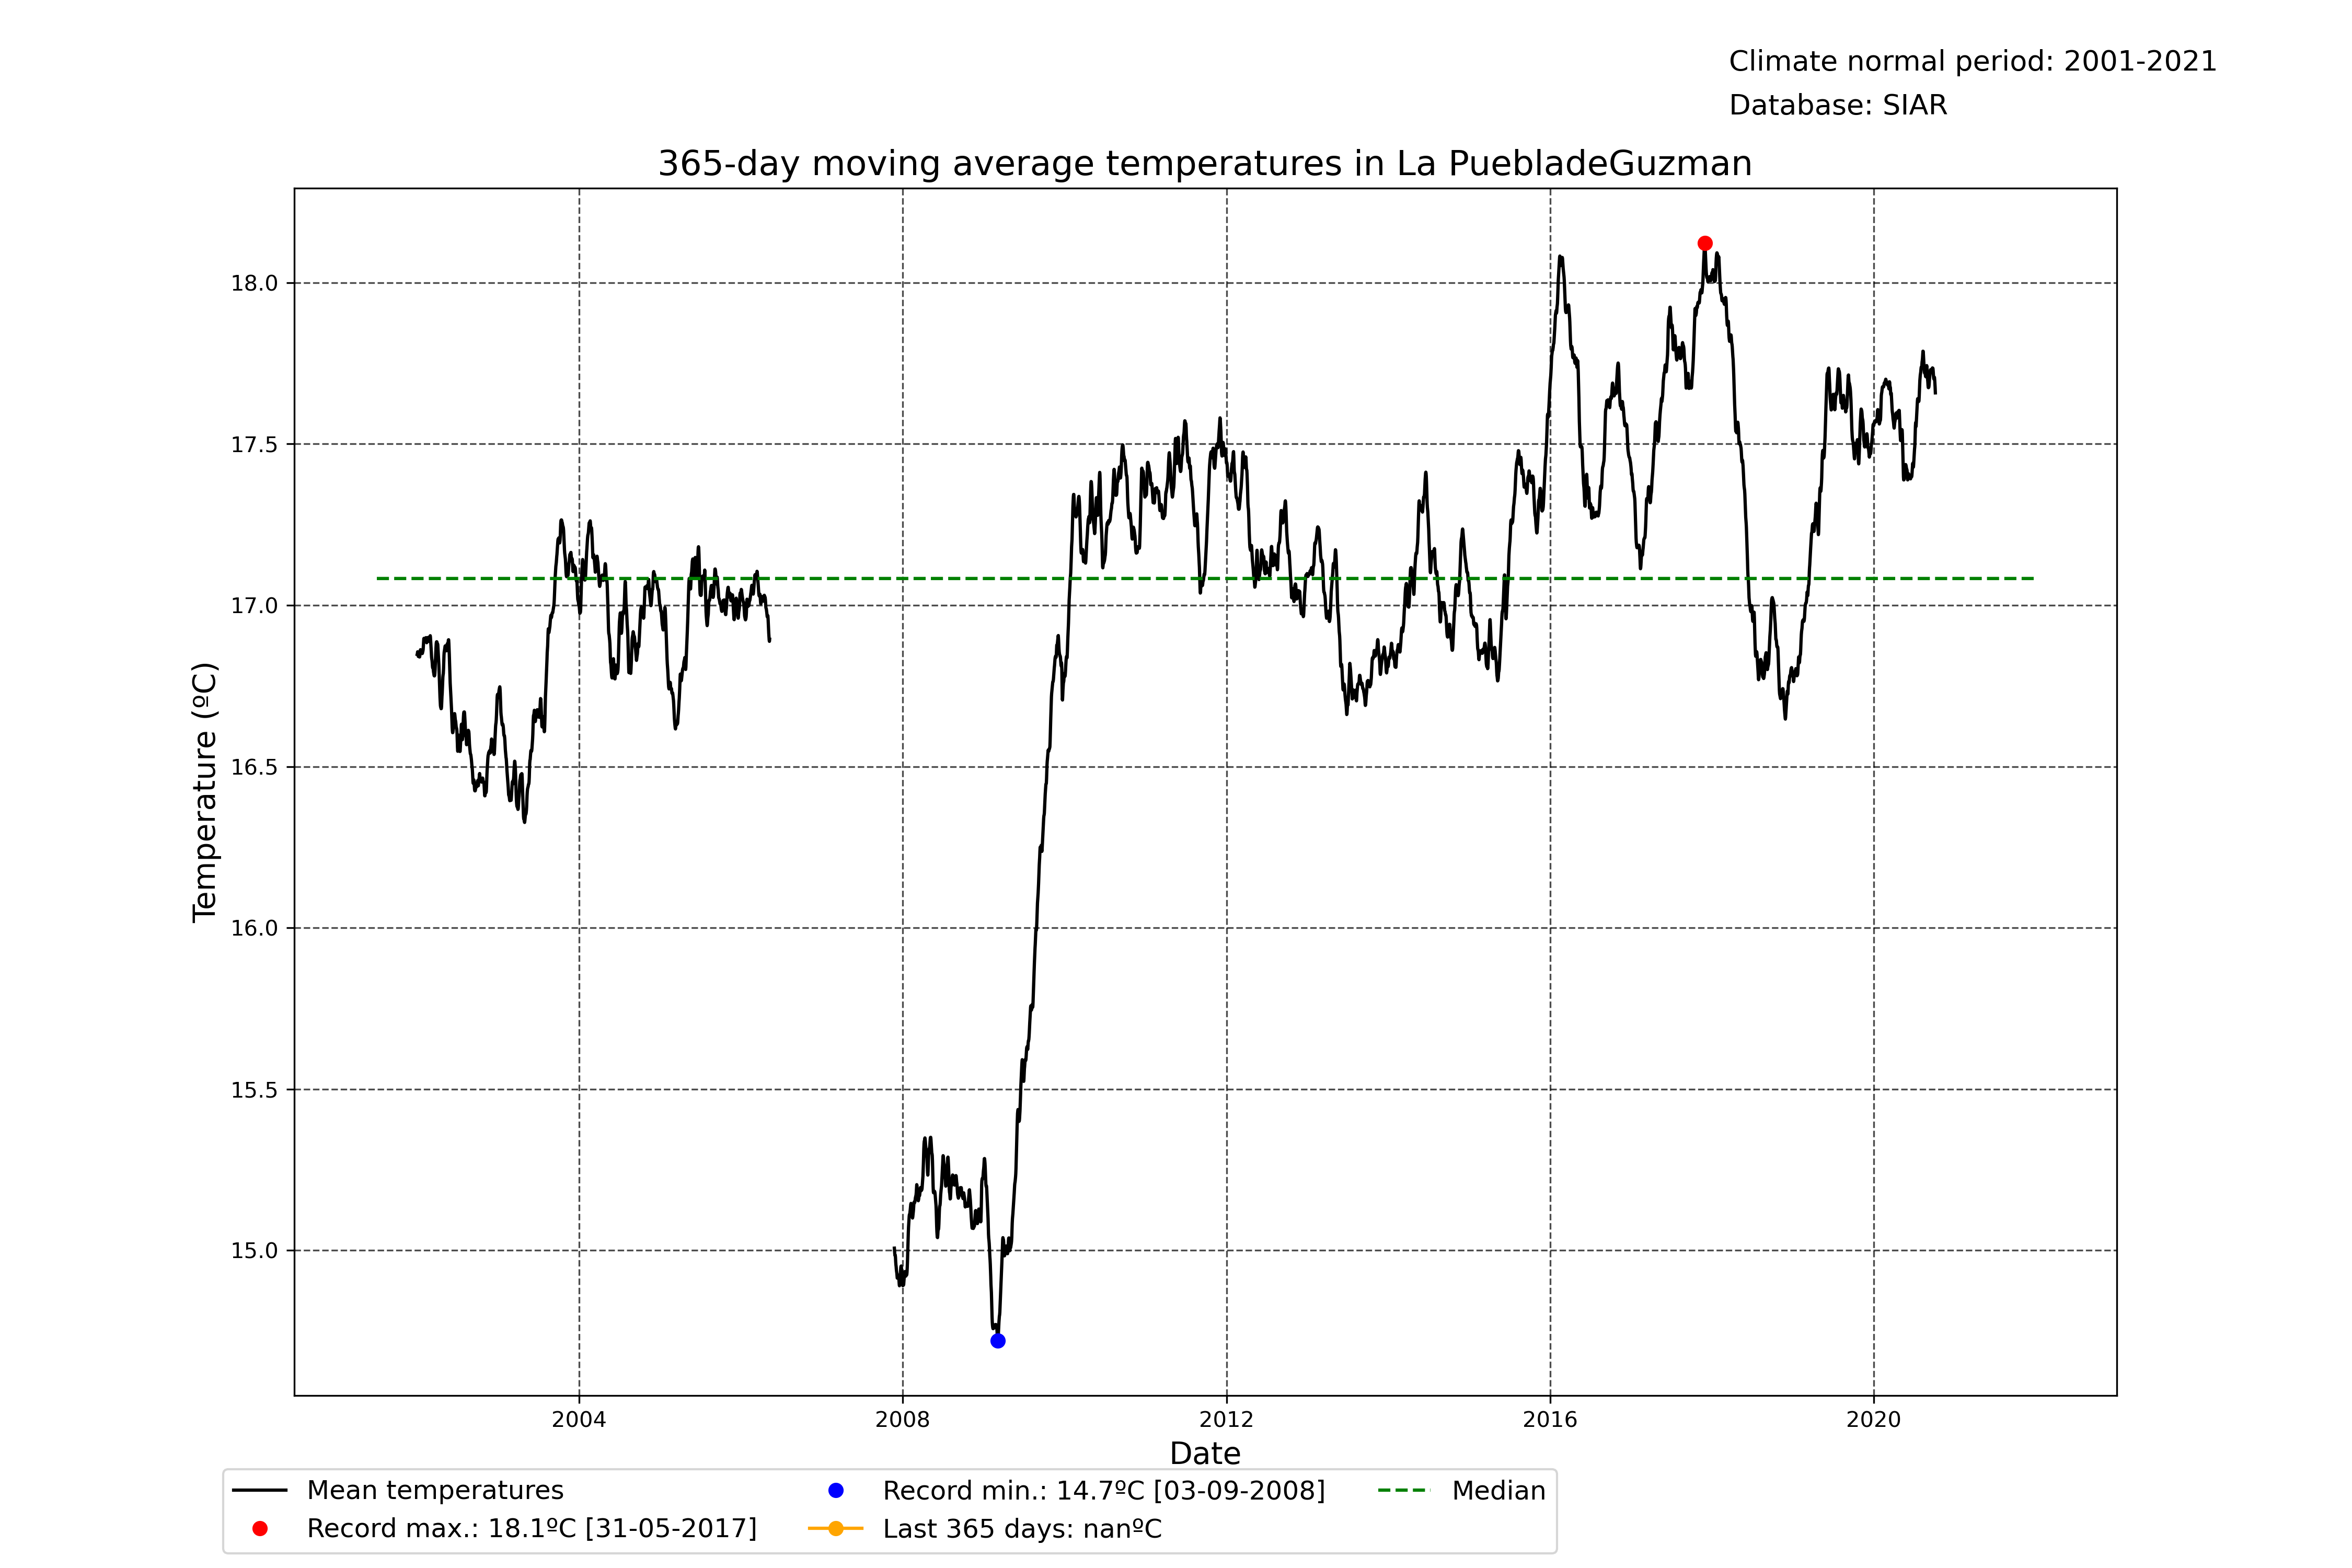 Climate normal period: 2001-2021
Database: SIAR
365-day moving average temperatures in La PuebladeGuzman
Temperature (ºC)
18.0
17.5
17.0
16.5
16.0
15.5
15.0
2004
2008
2012
2016
2020
Date
Mean temperatures
Record max.: 18.1ºC [31-05-2017]
Record min.: 14.7ºC [03-09-2008]
Last 365 days: nanºC
Median